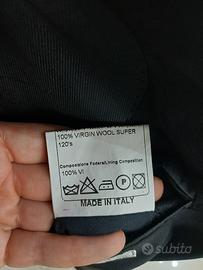 100% VIRGIN WOOL SUPER
120's
Composizione Fodera/Lining Composition
100% VI
MADE IN ITALY
subito